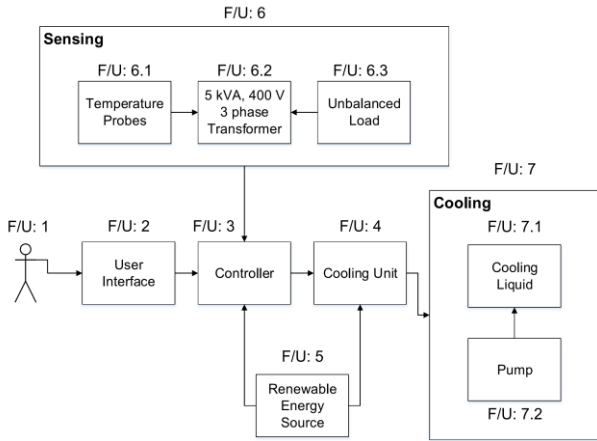 F/U: 6
Sensing
F/U: 6.1
F/U: 6.2
F/U: 6.3
Temperature
Probes
5 kVA, 400 V
3 phase
Transformer
Unbalanced
Load
F/U: 7
Cooling
F/U: 1
F/U: 2
F/U: 3
F/U: 4
F/U: 7.1
User
Interface
Controller
Cooling Unit
Cooling
Liquid
F/U: 5
Renewable
Energy
Source
Pump
F/U: 7.2